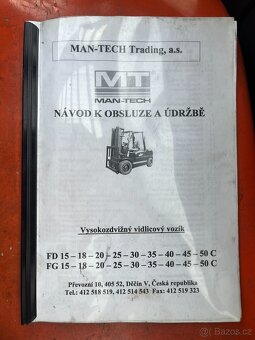 MAN-TECH Trading, a.s.
MT
MAN-TECH
NÁVOD K OBSLUZE A ÚDRŽBĚ
Vysokozdvižný vidlicový vozík
FD 15 – 18 – 20 – 25 – 30 – 35 – 40 – 45 – 50 C
FG 15 – 18 – 20 – 25 – 30 – 35 – 40 – 45 – 50 C
Převozní 10, 405 52, Děčín V, Česká republika
Tel.: 412 518 519, 412 514 543 Fax: 412 519 323
Bazoš.cz